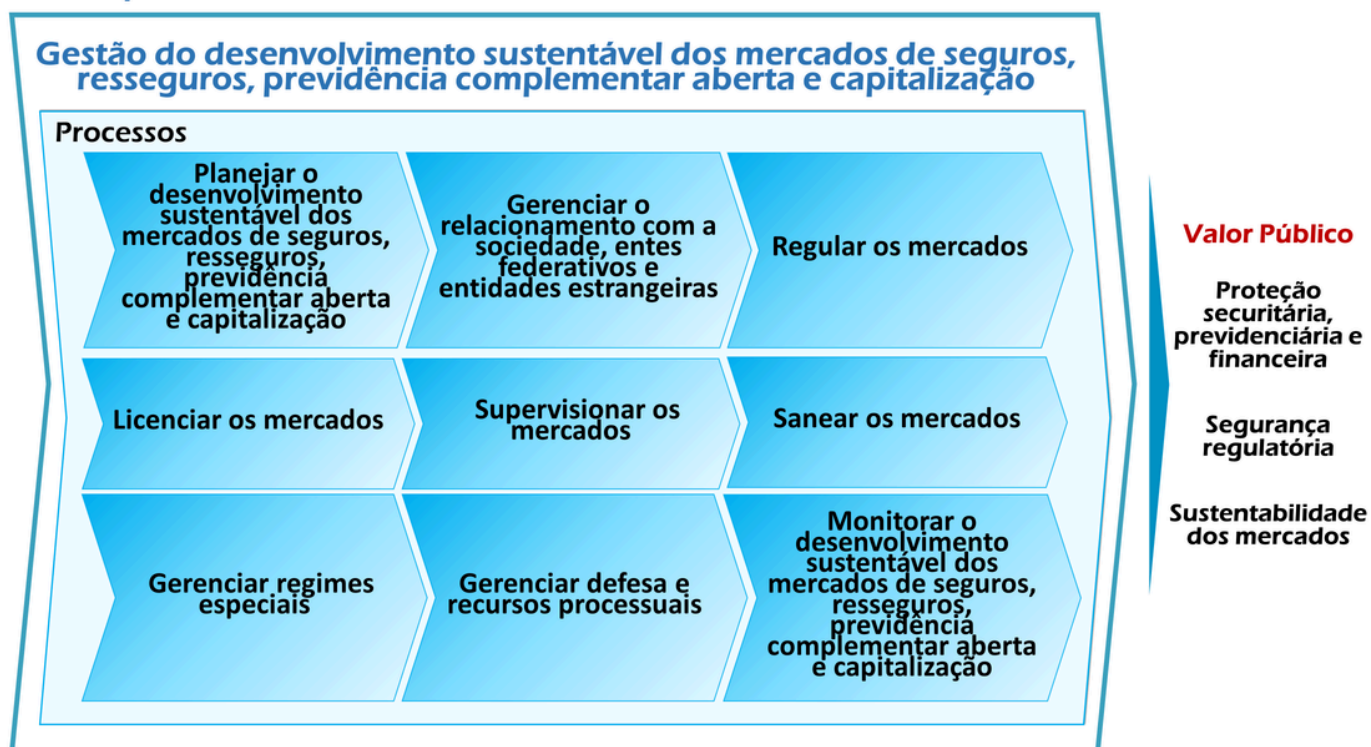 Gestão do desenvolvimento sustentável dos mercados de seguros,
resseguros, previdência complementar aberta e capitalização
Processos
Planejar o
desenvolvimento
sustentável dos
mercados de seguros,
resseguros,
previdência
complementar aberta
e capitalização
Gerenciar o
relacionamento com a
sociedade, entes
federativos e
entidades estrangeiras
Regular os mercados
Licenciar os mercados
Supervisionar os
mercados
Sanear os mercados
Gerenciar regimes
especiais
Gerenciar defesa e
recursos processuais
Monitorar o
desenvolvimento
sustentável dos
mercados de seguros,
resseguros,
previdência
complementar aberta
e capitalização
Valor Público
Proteção
securitária,
previdenciária e
financeira
Segurança
regulatória
Sustentabilidade
dos mercados